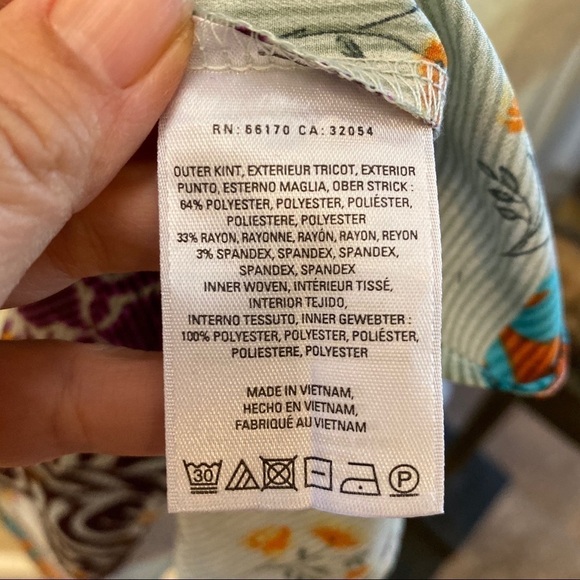 RN: 66170 CA: 32054
OUTER KINT, EXTERIEUR TRICOT, EXTERIOR
PUNTO, ESTERNO MAGLIA, OBER STRICK :
64% POLYESTER, POLYESTER, POLIÉSTER,
POLIESTERE, POLYESTER
33% RAYON, RAYONNE, RAYÓN, RAYON, REYON
3% SPANDEX, SPANDEX, SPANDEX,
SPANDEX, SPANDEX
INNER WOVEN, INTÉRIEUR TISSÉ,
INTERIOR TEJIDO,
INTERNO TESSUTO, INNER GEWEBTER :
100% POLYESTER, POLYESTER, POLIÉSTER,
POLIESTERE, POLYESTER
MADE IN VIETNAM,
HECHO EN VIETNAM,
FABRIQUÉ AU VIETNAM
30 P